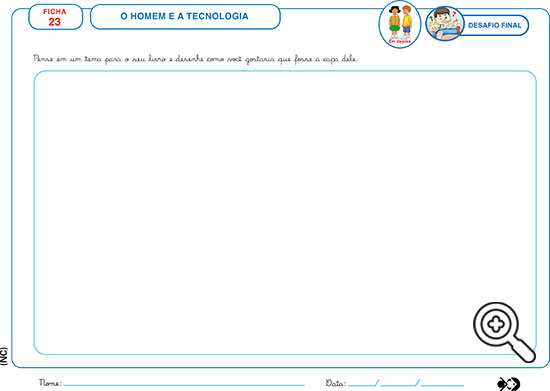 FICHA
23
O HOMEM E A TECNOLOGIA
Em duplas
DESAFIO FINAL
Pense em um tema para o seu livro e desenhe como você gostaria que fosse a capa dele.
(NC)
Nome:
Data: / /